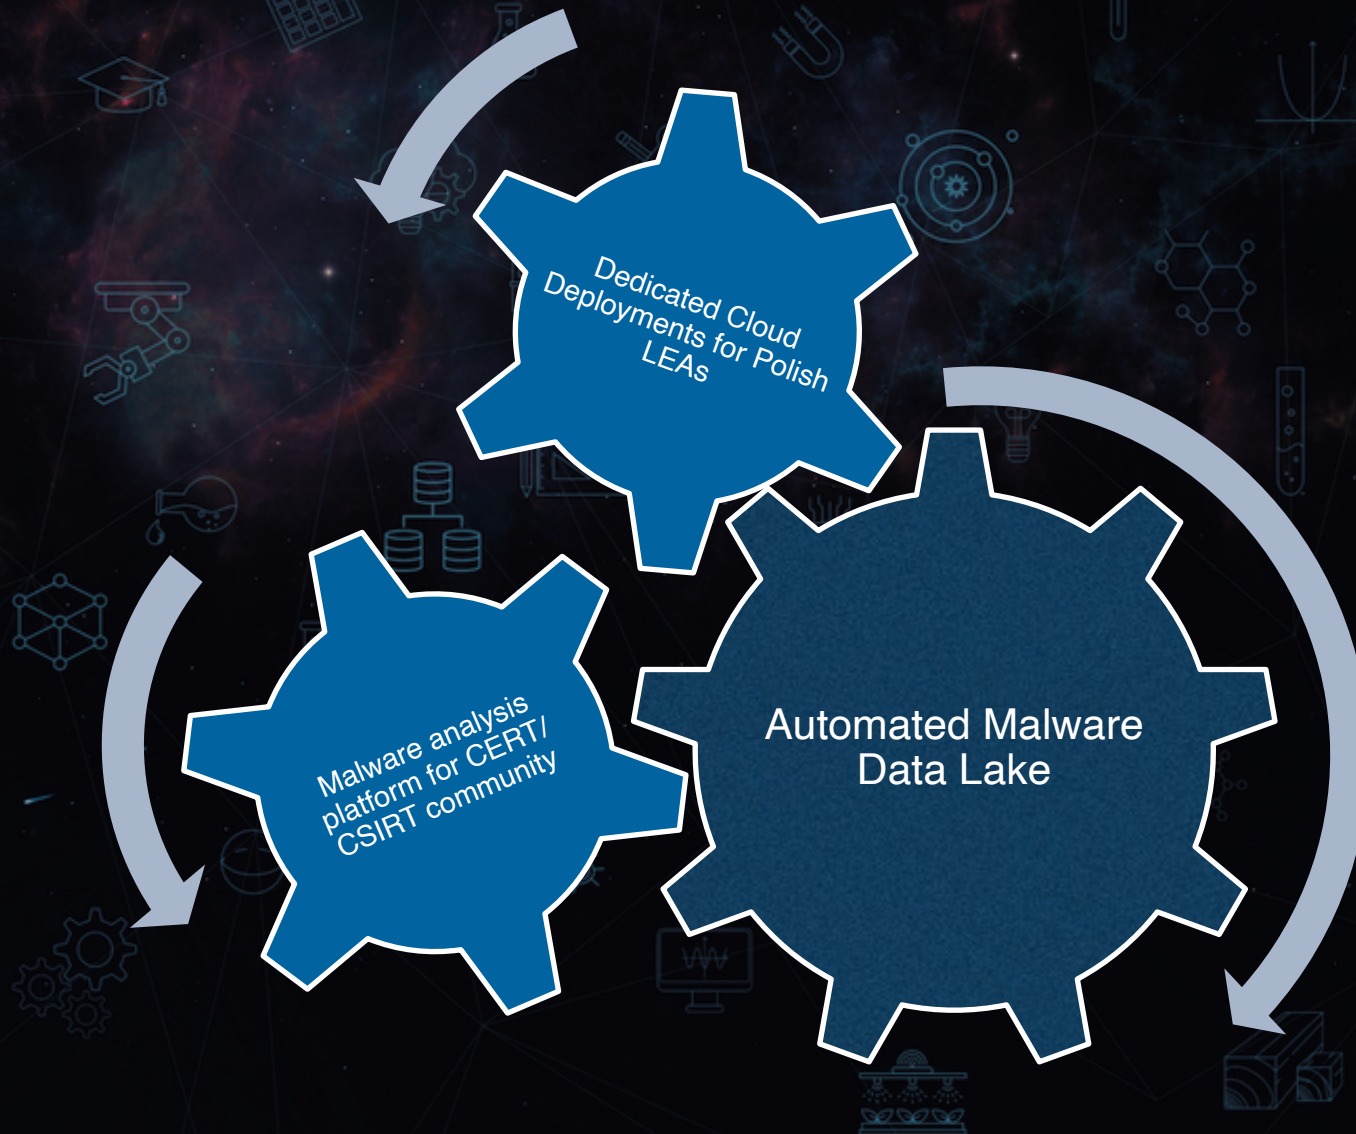 Dedicated Cloud
Deployments for Polish
LEAs
Malware analysis
platform for CERT/
CSIRT community
Automated Malware
Data Lake